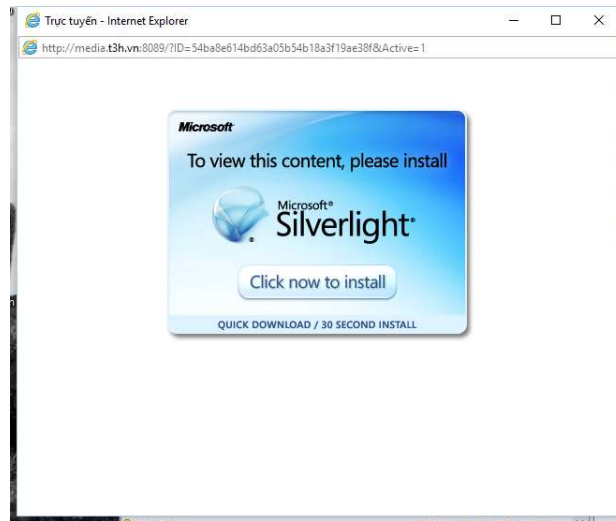 Trực tuyến - Internet Explorer
http://media.t3h.vn:8089/?ID=54ba8e614bd63a05b54b18a3f19ae38f8&Active=1
Microsoft
To view this content, please install
Microsoft®
Silverlight®
Click now to install
QUICK DOWNLOAD / 30 SECOND INSTALL